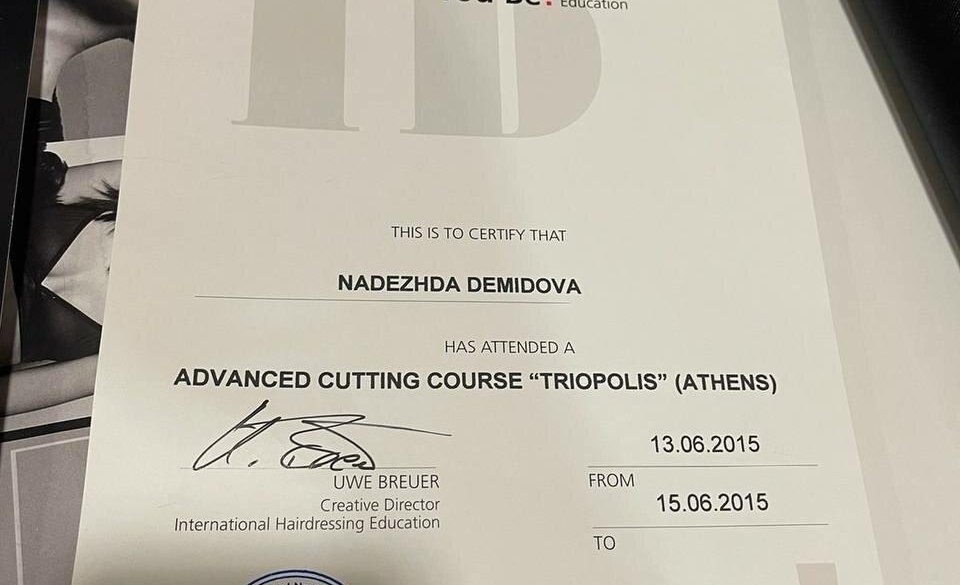 Education
THIS IS TO CERTIFY THAT
NADEZHDA DEMIDOVA
HAS ATTENDED A
ADVANCED CUTTING COURSE “TRIOPOLIS” (ATHENS)
UWE BREUER
Creative Director
International Hairdressing Education
13.06.2015
FROM
15.06.2015
TO